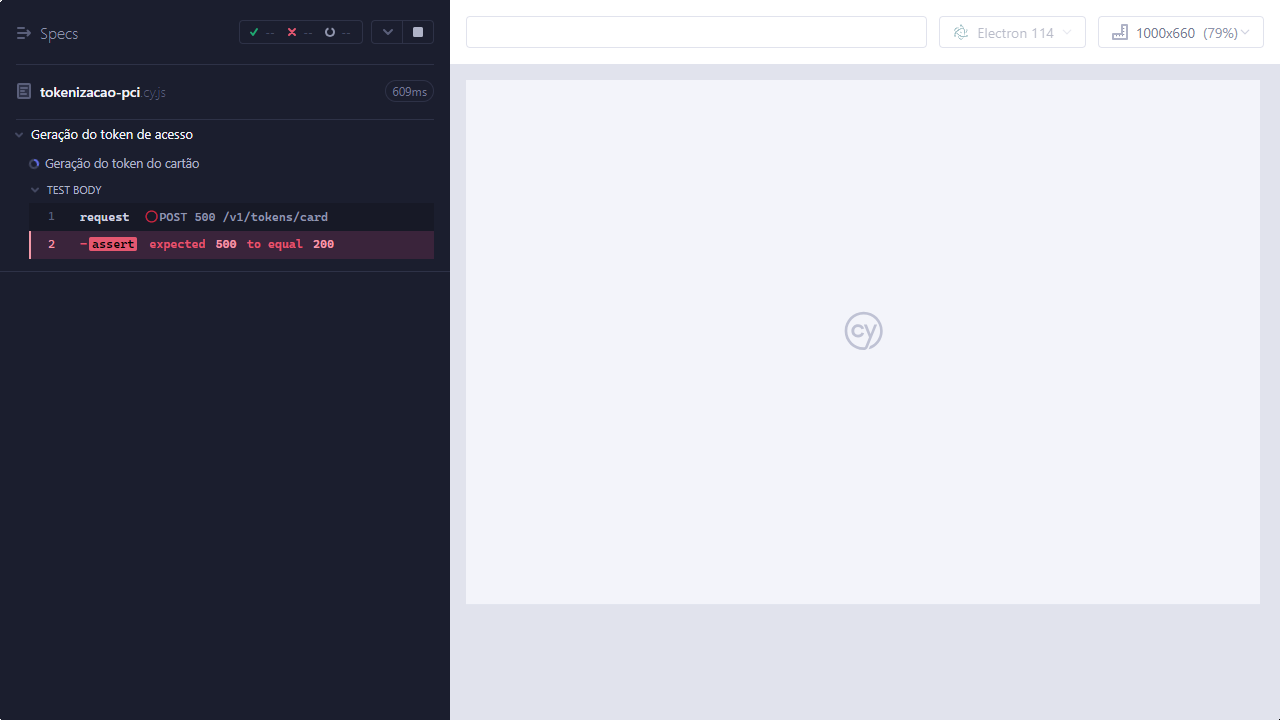 Specs
--
--
--
Electron 114
1000x660 (79%)
tokenizacao-pci.cy.js
609ms
Geração do token de acesso
Geração do token do cartão
TEST BODY
1 request POST 500 /v1/tokens/card
2 -assert expected 500 to equal 200
cy